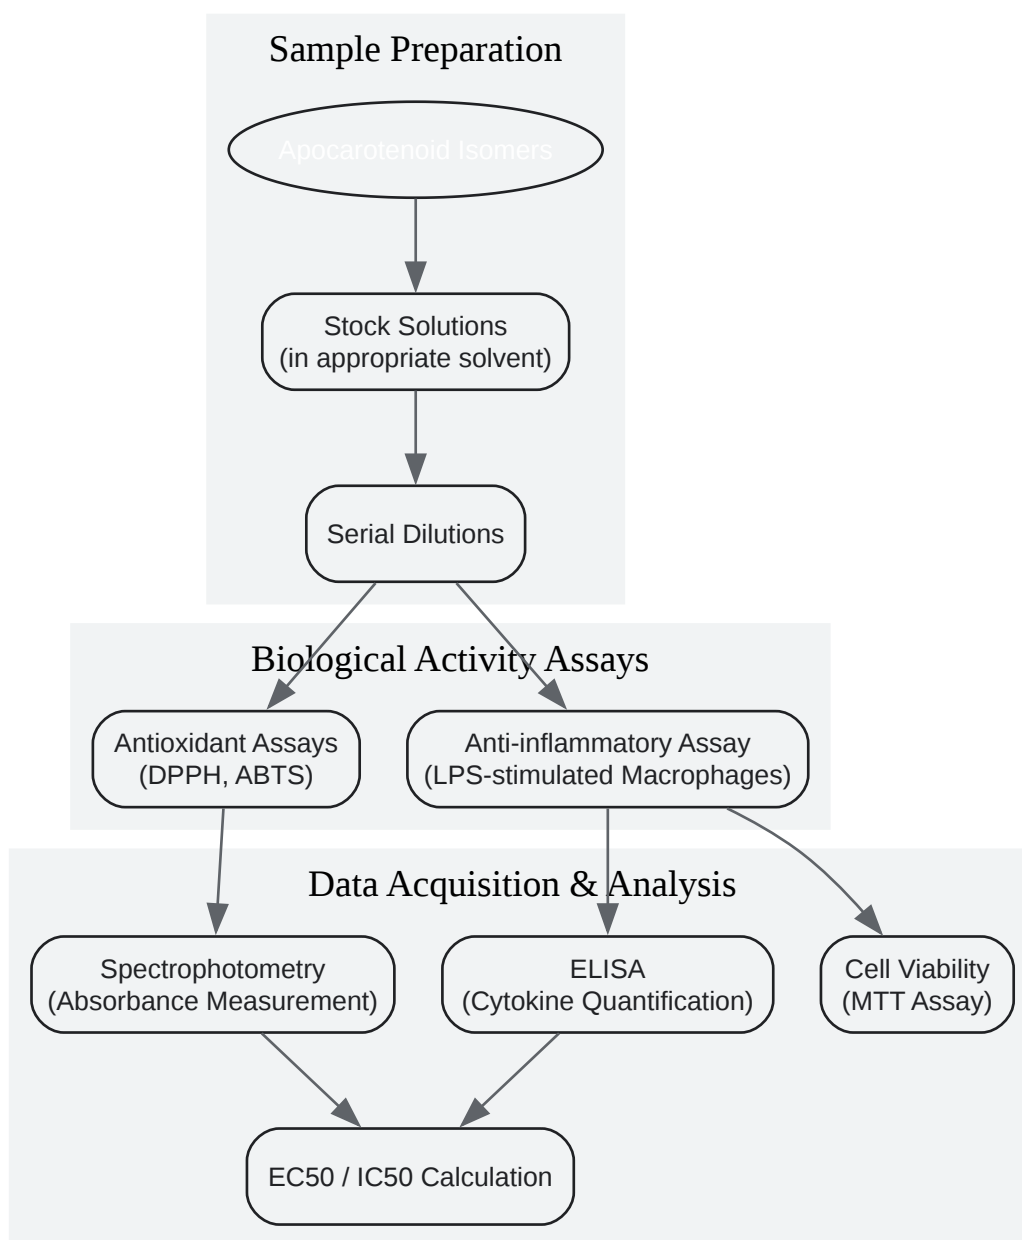 Sample Preparation
Apocarotenoid Isomers
Stock Solutions
(in appropriate solvent)
Serial Dilutions
Biological Activity Assays
Antioxidant Assays
(DPPH, ABTS)
Anti-inflammatory Assay
(LPS-stimulated Macrophages)
Data Acquisition & Analysis
Spectrophotometry
(Absorbance Measurement)
ELISA
(Cytokine Quantification)
Cell Viability
(MTT Assay)
EC50 / IC50 Calculation